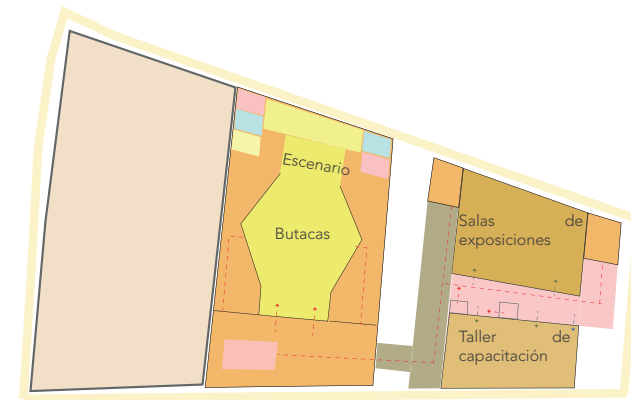 Escenario
Butacas
Salas de
exposiciones
Taller de
capacitación